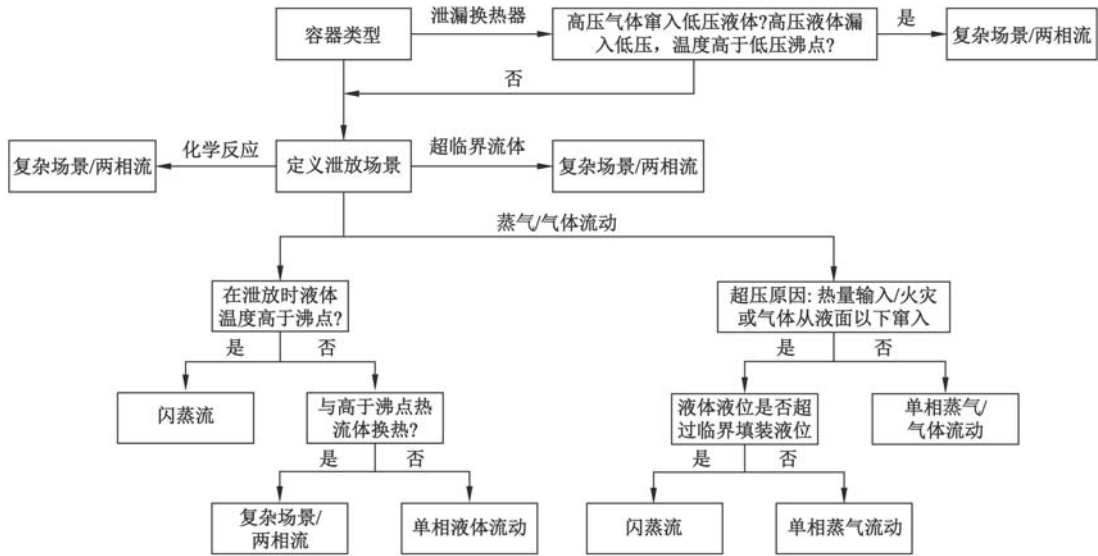 容器类型
泄漏换热器
高压气体窜入低压液体?高压液体漏
入低压，温度高于低压沸点?
是
复杂场景/两相流
否
复杂场景/两相流
化学反应
定义泄放场景
超临界流体
复杂场景/两相流
蒸气/气体流动
在泄放时液体
温度高于沸点?
超压原因: 热量输入/火灾
或气体从液面以下窜入
是
否
是
否
闪蒸流
与高于沸点热
流体换热?
液体液位是否超
过临界填装液位
单相蒸气/
气体流动
是
否
是
否
复杂场景/
两相流
单相液体流动
闪蒸流
单相蒸气流动